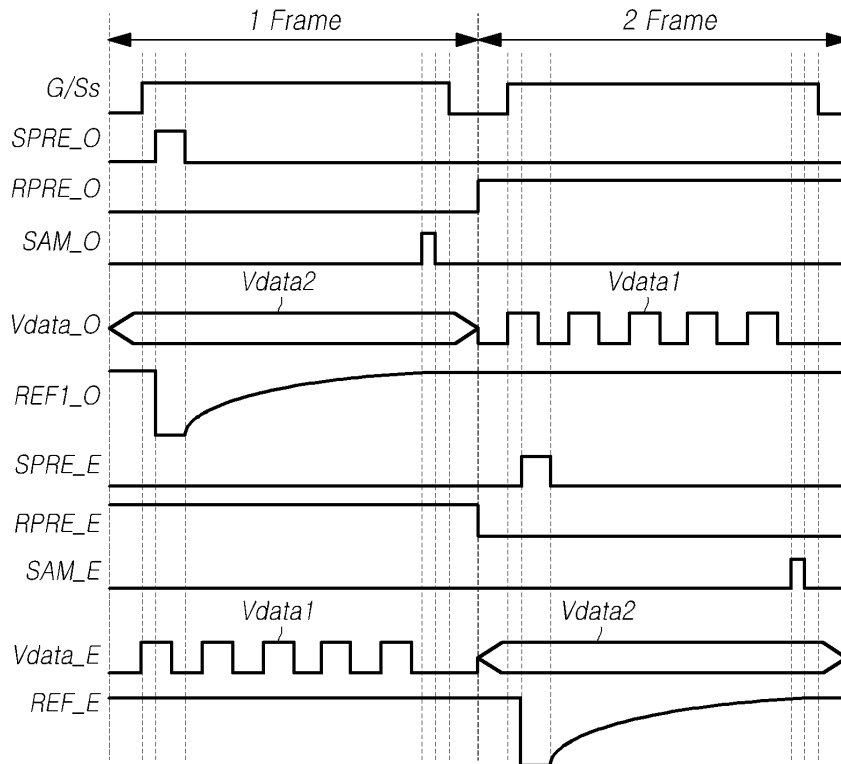 1 Frame 2 Frame
G/Ss
SPRE_O
RPRE_O
SAM_O
Vdata2 Vdata1
Vdata_O
REF1_O
SPRE_E
RPRE_E
SAM_E
Vdata1 Vdata2
Vdata_E
REF_E